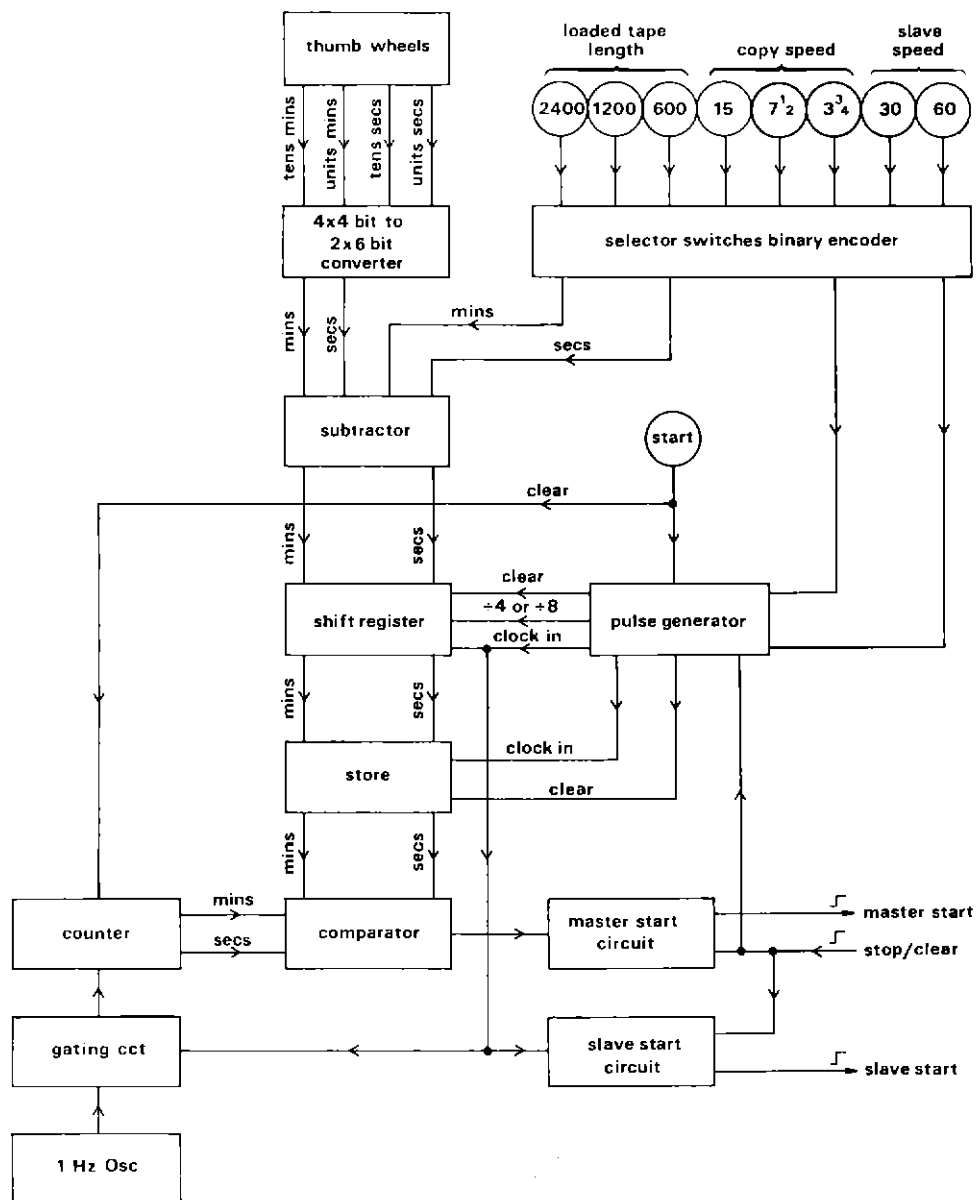 thumb wheels
loaded tape
length
copy speed
slave
speed
2400
1200
600
15
7 1/2
3 3/4
30
60
tens mins
units mins
tens secs
units secs
4x4 bit to
2x6 bit
converter
selector switches binary encoder
mins
secs
mins
secs
subtractor
start
clear
mins
secs
shift register
clear
÷4 or ÷8
clock in
pulse generator
mins
secs
store
clock in
clear
mins
secs
counter
mins
secs
comparator
master start
circuit
master start
stop/clear
gating cct
slave start
circuit
slave start
1 Hz Osc